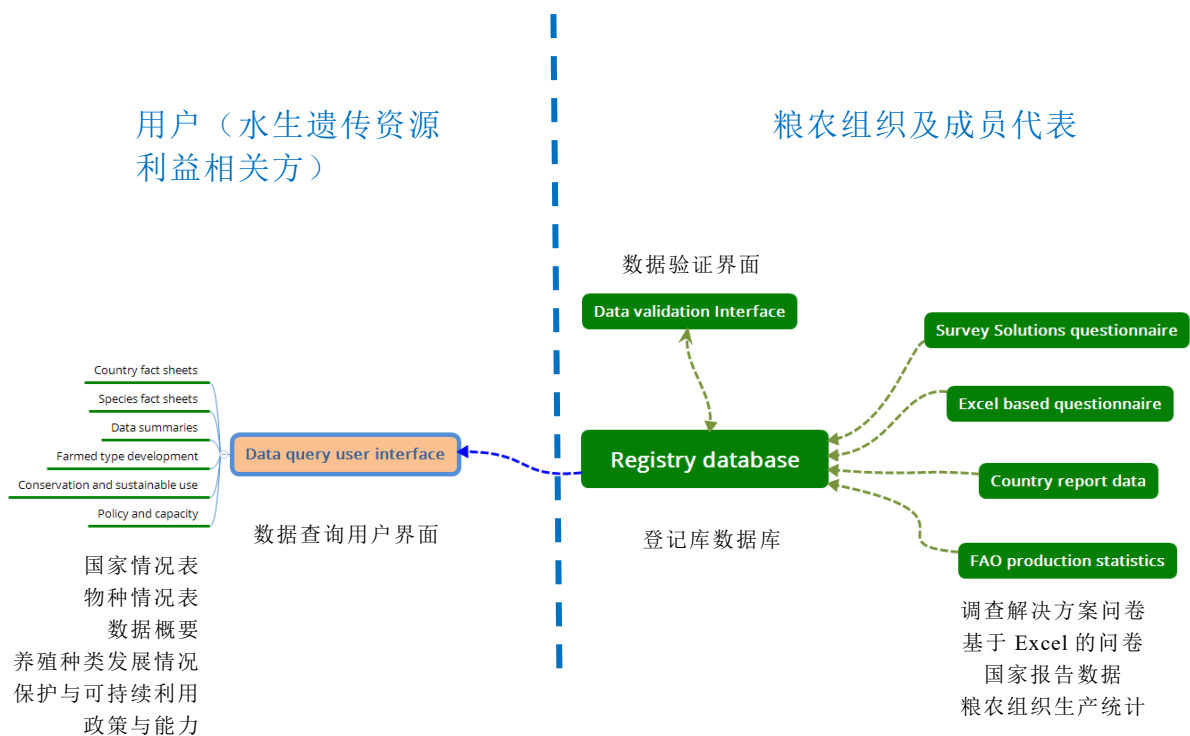 用户（水生遗传资源
利益相关方）
粮农组织及成员代表
数据验证界面
Data validation Interface
Survey Solutions questionnaire
Excel based questionnaire
Registry database
Country report data
FAO production statistics
登记库数据库
调查解决方案问卷
基于 Excel 的问卷
国家报告数据
粮农组织生产统计
Country fact sheets
Species fact sheets
Data summaries
Farmed type development
Conservation and sustainable use
Policy and capacity
Data query user interface
数据查询用户界面
国家情况表
物种情况表
数据概要
养殖种类发展情况
保护与可持续利用
政策与能力